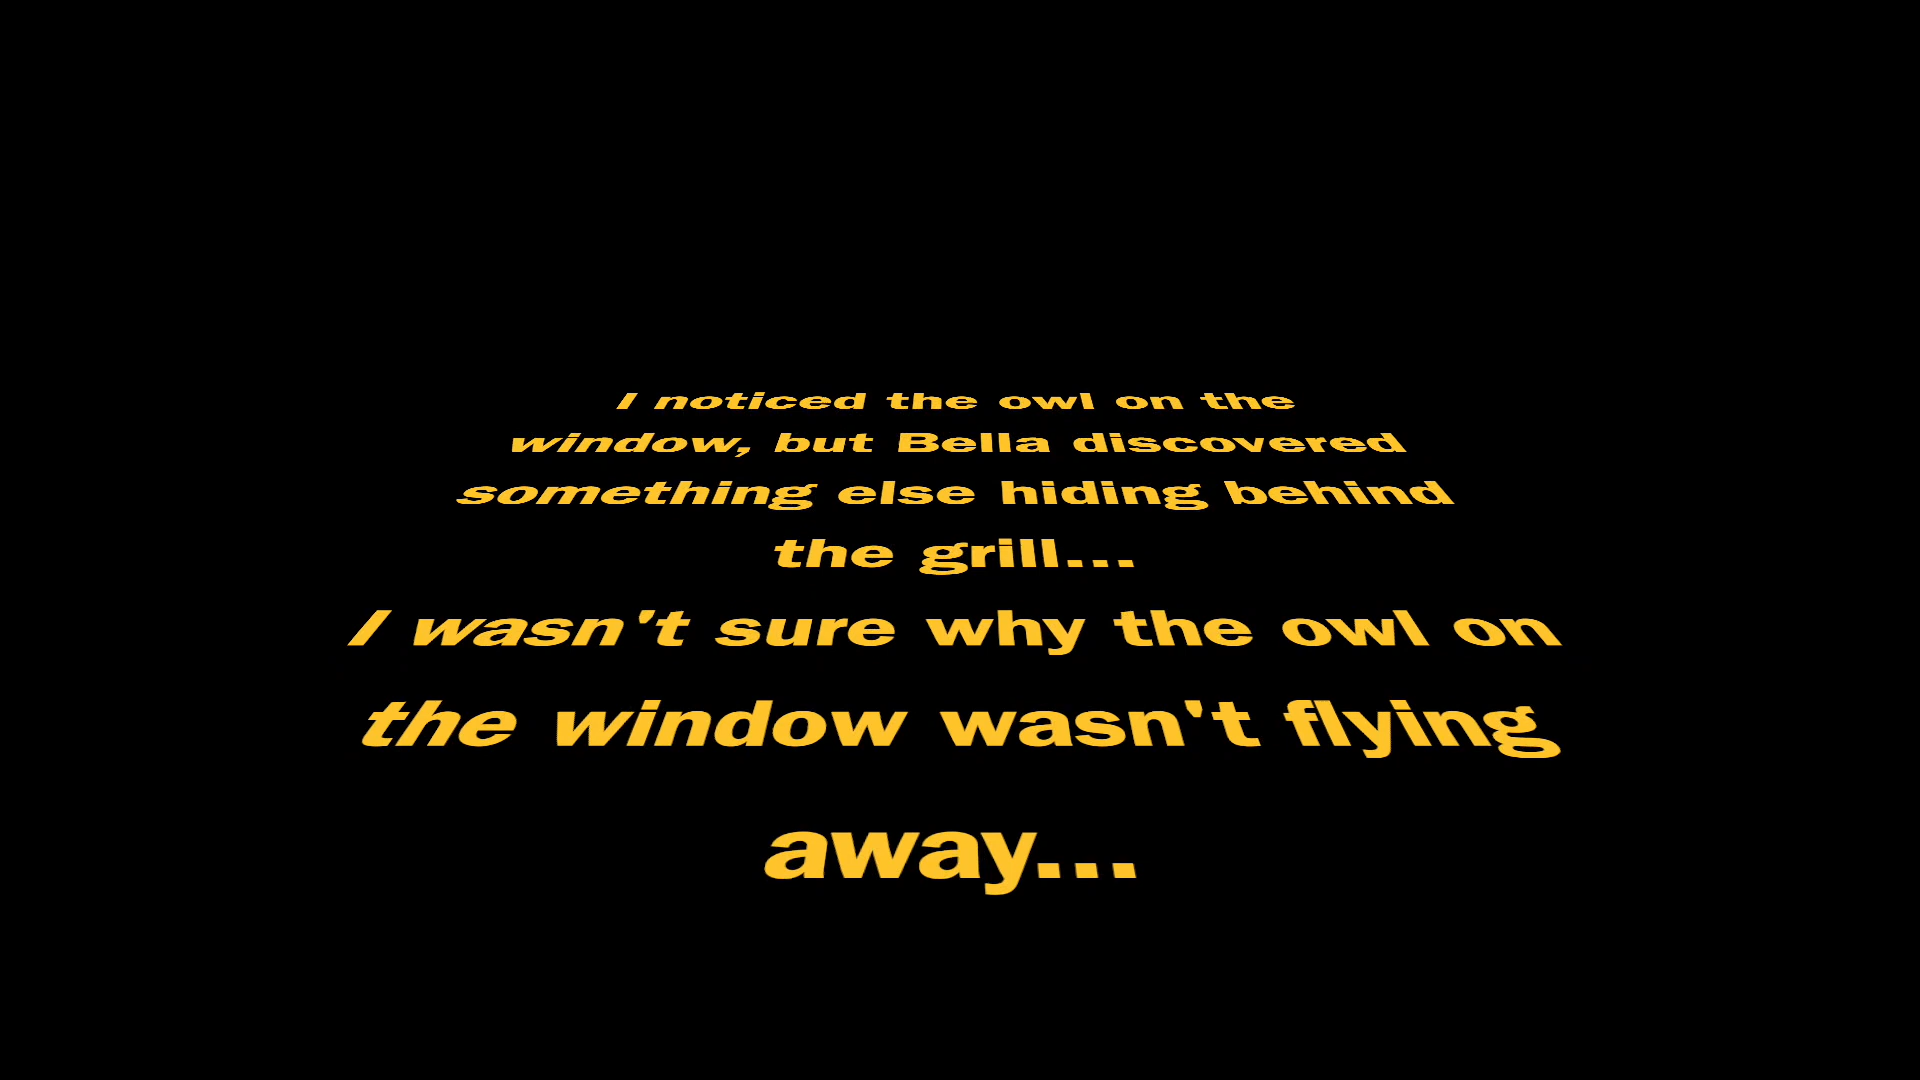 I noticed the owl on the
window, but Bella discovered
something else hiding behind
the grill...
I wasn't sure why the owl on
the window wasn't flying
away...